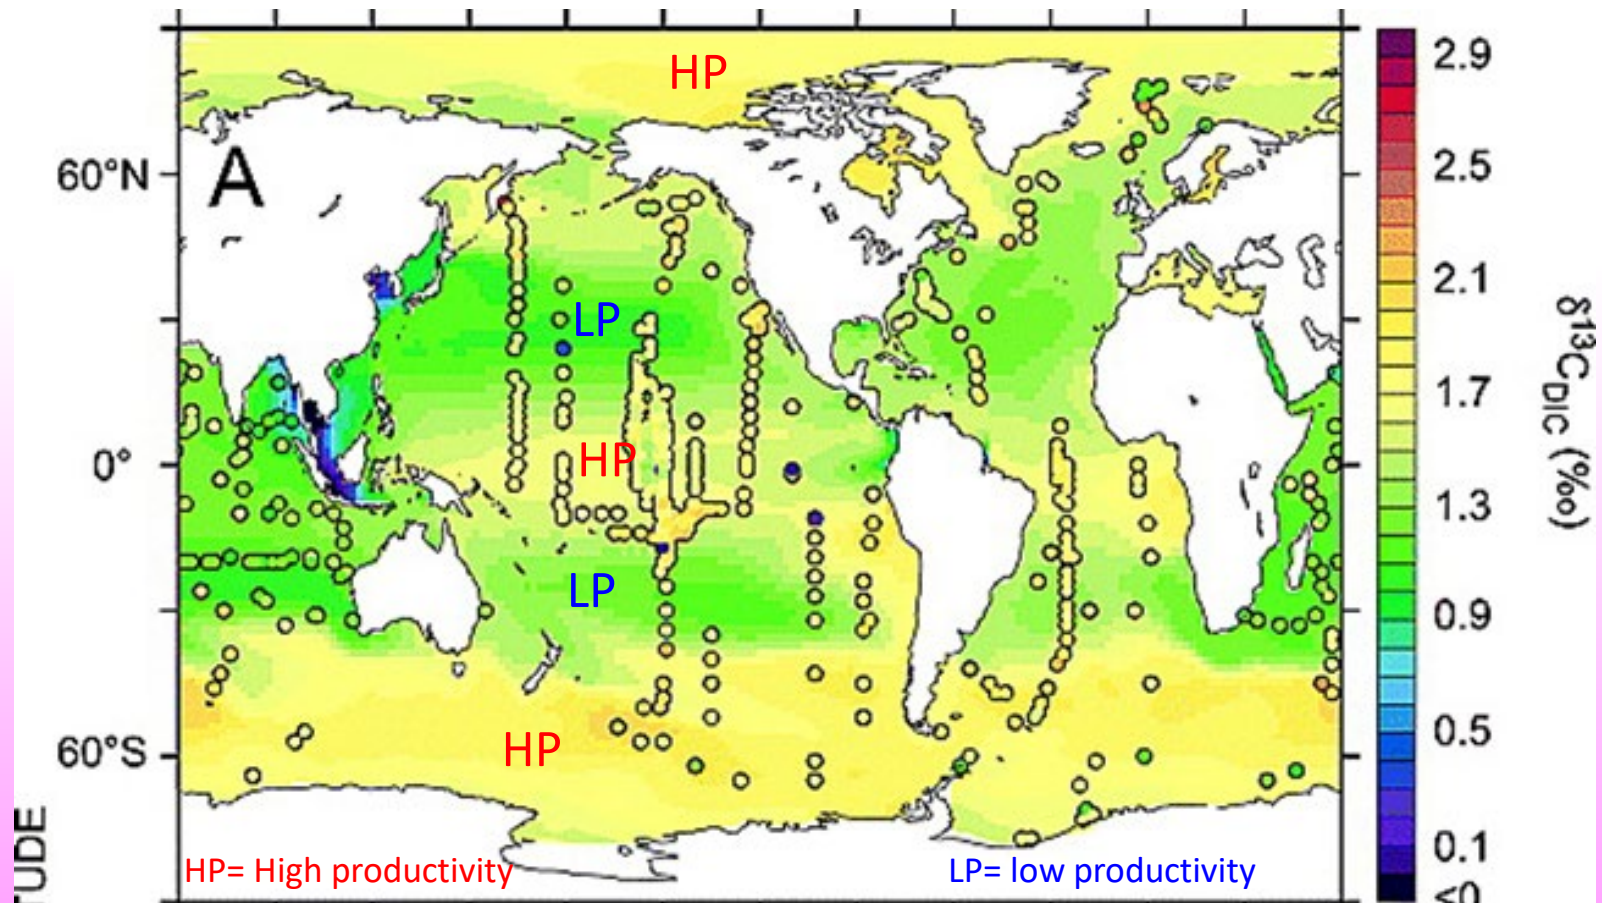 HP
2.9
A
60°N
2.5
2.1
LP
1.7
HP
0°
1.3
δ13CDIC (‰)
LP
0.9
HP
60°S
0.5
TUDE
0.1
HP= High productivity
LP= low productivity
<0